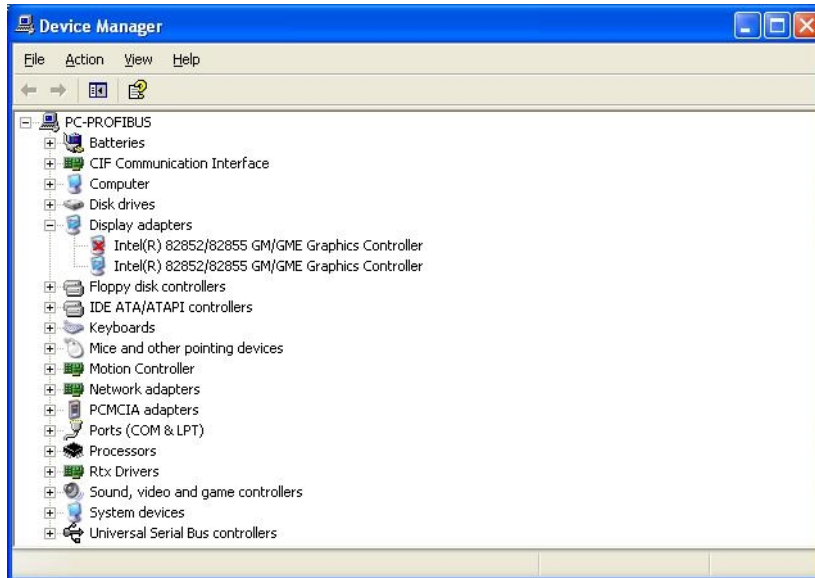 Device Manager
File Action View Help
PC-PROFIBUS
Batteries
CIF Communication Interface
Computer
Disk drives
Display adapters
Intel(R) 82852/82855 GM/GME Graphics Controller
Intel(R) 82852/82855 GM/GME Graphics Controller
Floppy disk controllers
IDE ATA/ATAPI controllers
Keyboards
Mice and other pointing devices
Motion Controller
Network adapters
PCMCIA adapters
Ports (COM & LPT)
Processors
Rtx Drivers
Sound, video and game controllers
System devices
Universal Serial Bus controllers